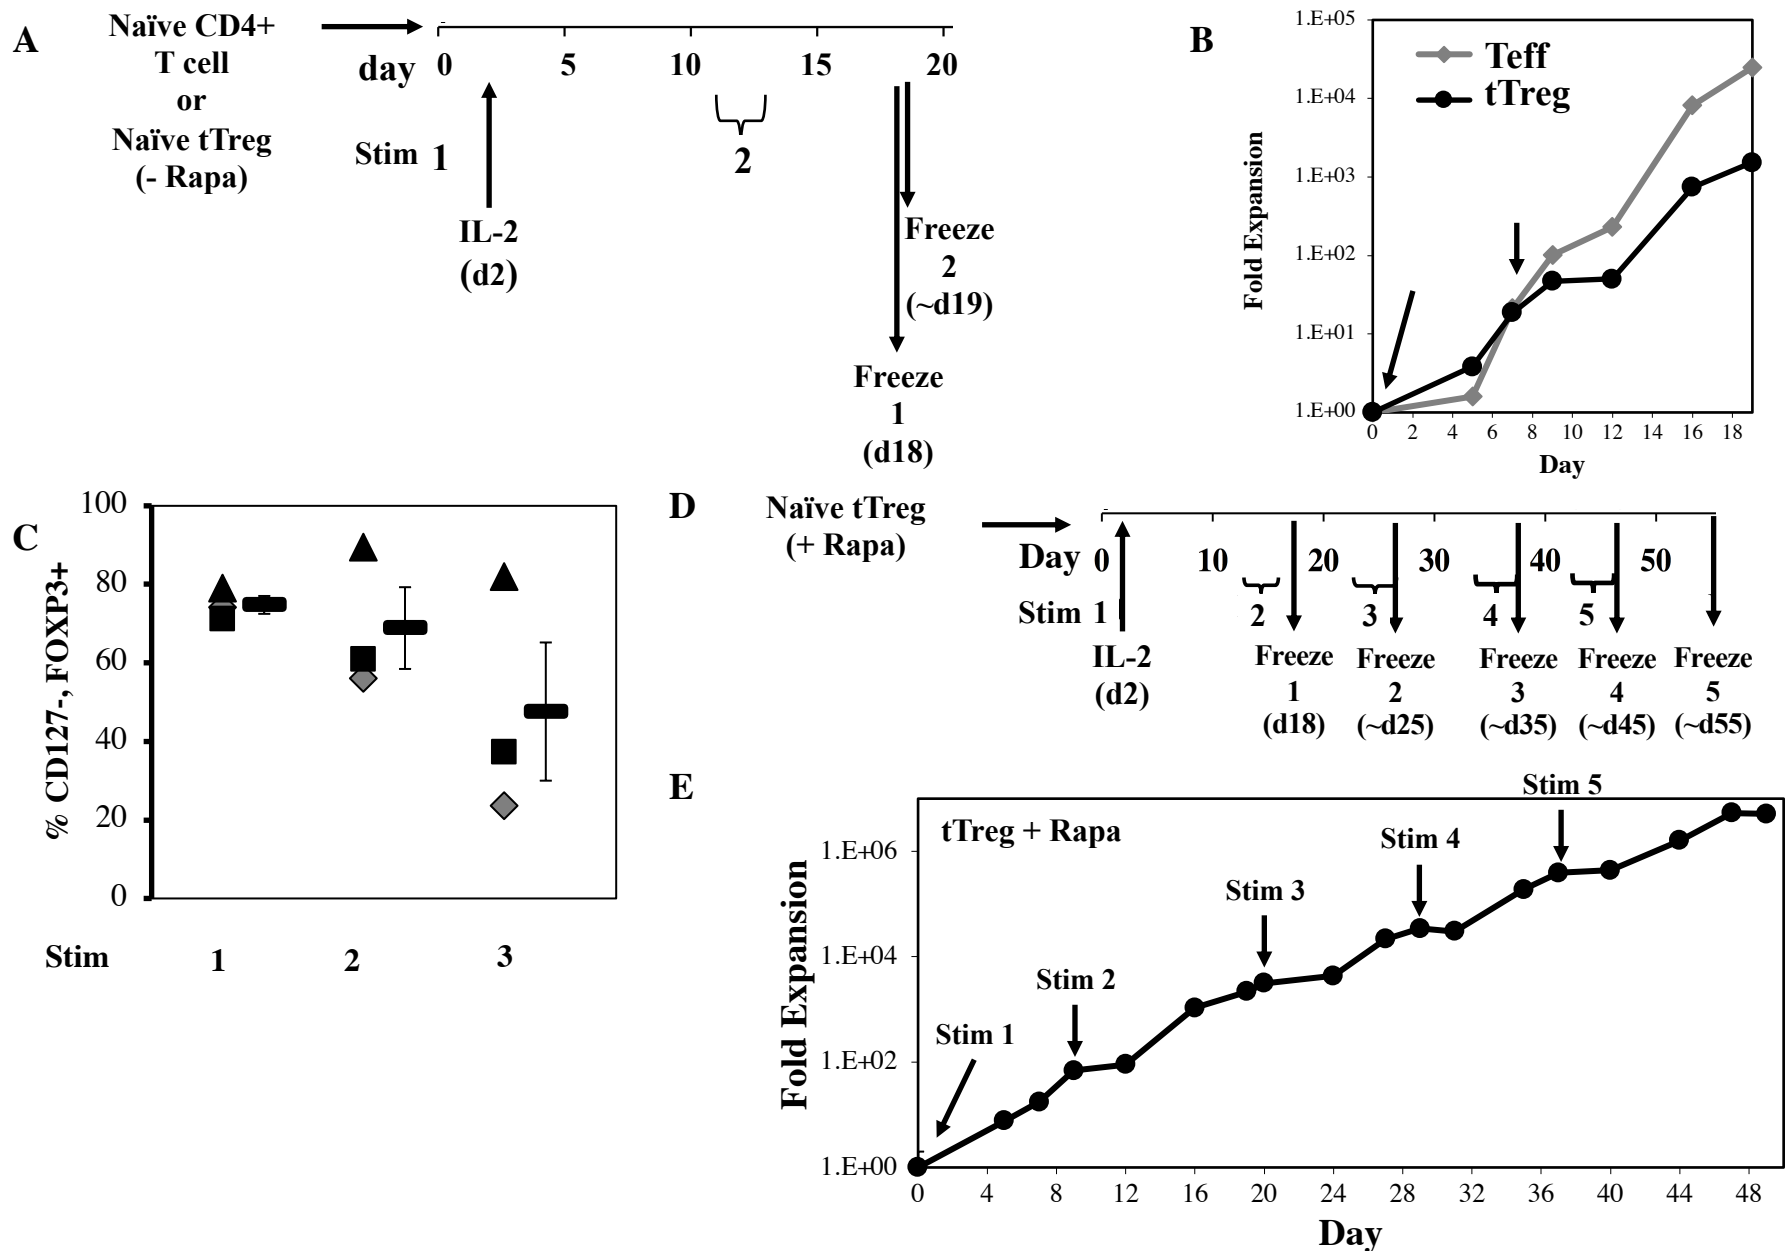 A
Naïve CD4+
T cell
or
Naïve tTreg
(- Rapa)
day 0 5 10 15 20
Stim 1 2
IL-2
(d2)
Freeze
2
(~d19)
Freeze
1
(d18)
B
1.E+05
1.E+04
1.E+03
1.E+02
1.E+01
1.E+00
Fold Expansion
Teff
tTreg
0 2 4 6 8 10 12 14 16 18
Day
C
100
80
60
40
20
0
% CD127-, FOXP3+
Stim 1 2 3
D
Naïve tTreg
(+ Rapa)
Day 0 10 20 30 40 50
Stim 1 2 3 4 5
IL-2
(d2)
Freeze
1
(d18)
Freeze
2
(~d25)
Freeze
3
(~d35)
Freeze
4
(~d45)
Freeze
5
(~d55)
E
tTreg + Rapa
1.E+06
1.E+04
1.E+02
1.E+00
Fold Expansion
Stim 1
Stim 2
Stim 3
Stim 4
Stim 5
0 4 8 12 16 20 24 28 32 36 40 44 48
Day